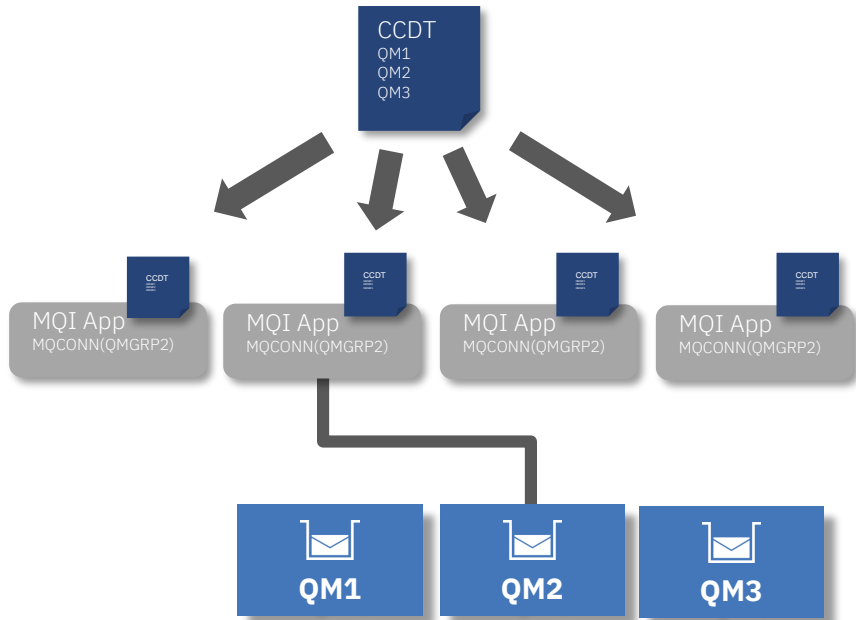 CCDT
QM1
QM2
QM3
CCDT
CCDT
CCDT
CCDT
MQI App
MQCONN(QMGRP2)
MQI App
MQCONN(QMGRP2)
MQI App
MQCONN(QMGRP2)
MQI App
MQCONN(QMGRP2)
QM1
QM2
QM3